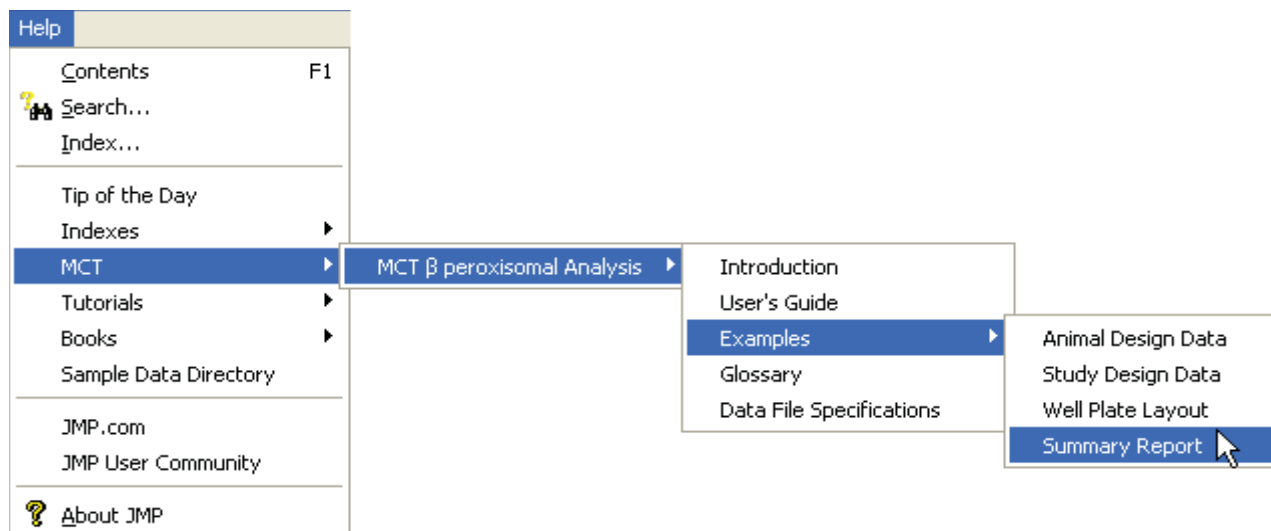 Help
Contents F1
Search...
Index...
Tip of the Day
Indexes
MCT
Tutorials
Books
Sample Data Directory
JMP.com
JMP User Community
About JMP
MCT β peroxisomal Analysis
Introduction
User's Guide
Examples
Glossary
Data File Specifications
Animal Design Data
Study Design Data
Well Plate Layout
Summary Report